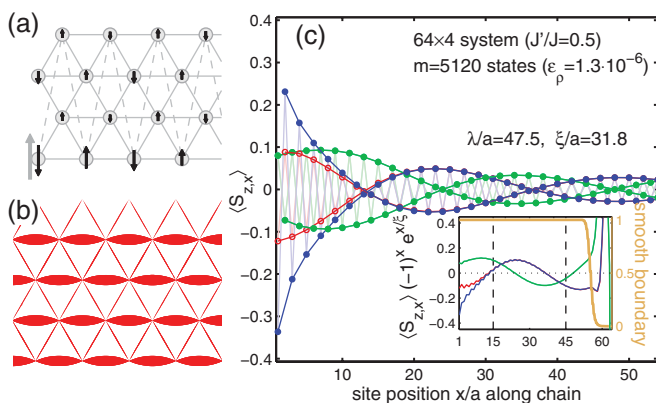 (a)
(b)
(c)
64×4 system (J'/J=0.5)
m=5120 states (ε_ρ=1.3·10⁻⁶)
λ/a=47.5, ξ/a=31.8
⟨S_z,x⟩
0.4
0.3
0.2
0.1
0
-0.1
-0.2
-0.3
-0.4
10
20
30
40
50
site position x/a along chain
⟨S_z,x⟩ (-1)^x e^x/ξ
0.4
0.2
0
-0.2
-0.4
1
15
30
45
60
1
0.5
0
smooth boundary